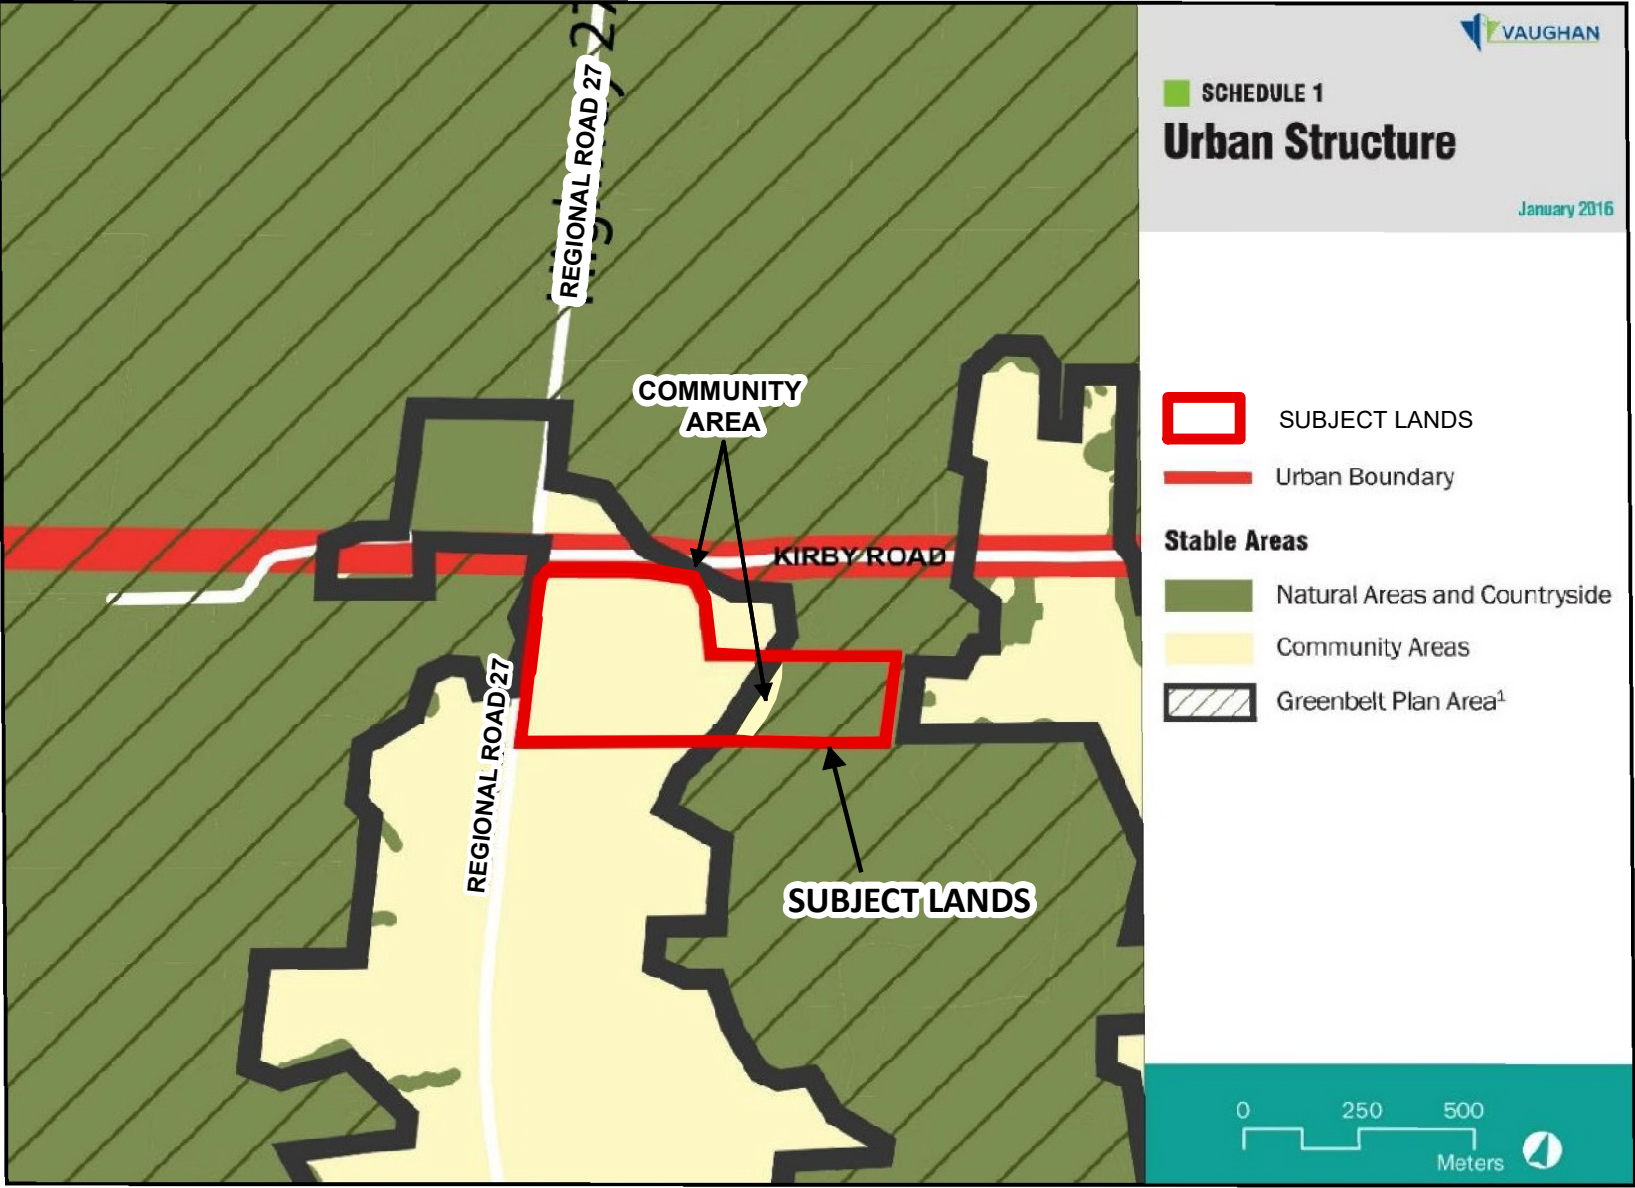 Highway 27
REGIONAL ROAD 27
COMMUNITY
AREA
KIRBY ROAD
REGIONAL ROAD 27
SUBJECT LANDS
VAUGHAN
SCHEDULE 1
Urban Structure
January 2016
SUBJECT LANDS
Urban Boundary
Stable Areas
Natural Areas and Countryside
Community Areas
Greenbelt Plan Area¹
0 250 500
Meters